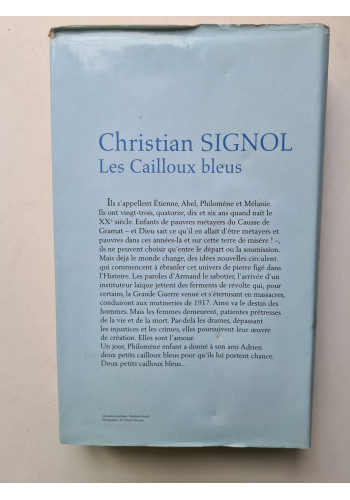 Christian SIGNOL
Les Cailloux bleus
Ils s'appellent Étienne, Abel, Philomène et Mélanie.
Ils ont vingt-trois, quatorze, dix et six ans quand naît le
XXe siècle. Enfants de pauvres métayers du Causse de
Gramat – et Dieu sait ce qu'il en allait d'être métayers et
pauvres dans ces années-là et sur cette terre de misère ! –,
ils ne peuvent choisir qu'entre le départ ou la soumission.
Mais déjà le monde change, des idées nouvelles circulent
qui commencent à ébranler cet univers de pierre figé dans
l'Histoire. Les paroles d'Armand le sabotier, l'arrivée d'un
instituteur laïque jettent des ferments de révolte qui, pour
certains, la Grande Guerre venue et s'éternisant en massacres,
conduiront aux mutineries de 1917. Ainsi va le destin des
hommes. Mais les femmes demeurent, patientes prêtresses
de la vie et de la mort. Par-delà les drames, dépassant
les injustices et les crimes, elles poursuivent leur œuvre
de création. Elles sont l'amour.
Un jour, Philomène enfant a donné à son ami Adrien
deux petits cailloux bleus pour qu'ils lui portent chance.
Deux petits cailloux bleus...